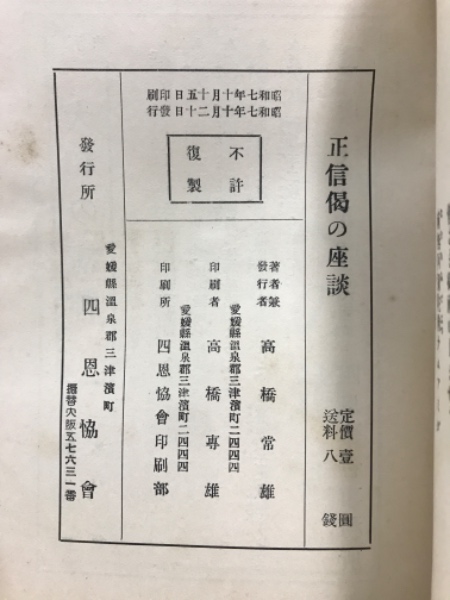 正信偈の座談
定價壹圓
送料八錢
昭和七年十月十五日印刷
昭和七年十月二十日發行
不許
復製
著者兼
發行者
高橋常雄
愛媛縣溫泉郡三津濱町二四四四
印刷者
高橋專雄
愛媛縣溫泉郡三津濱町二四四四
印刷所
四恩協會印刷部
發行所
愛媛縣溫泉郡三津濱町
四恩協會
振替大阪五七六三一番